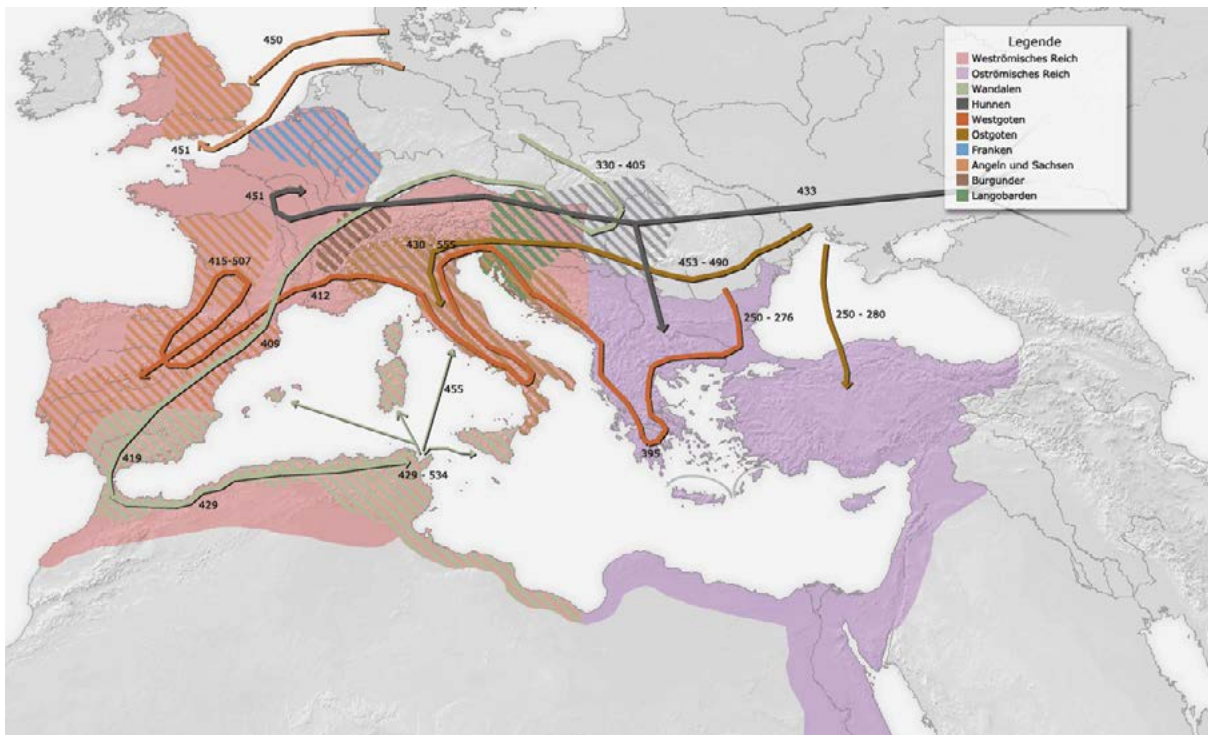 450
Legende
Weströmisches Reich
Oströmisches Reich
Wandalen
Hunnen
Westgoten
Ostgoten
Franken
Angeln und Sachsen
Burgunder
Langobarden
451
330 - 405
433
451
430 - 555
415-507
453 - 490
412
250 - 276
250 - 280
409
455
419
395
429 - 534
429